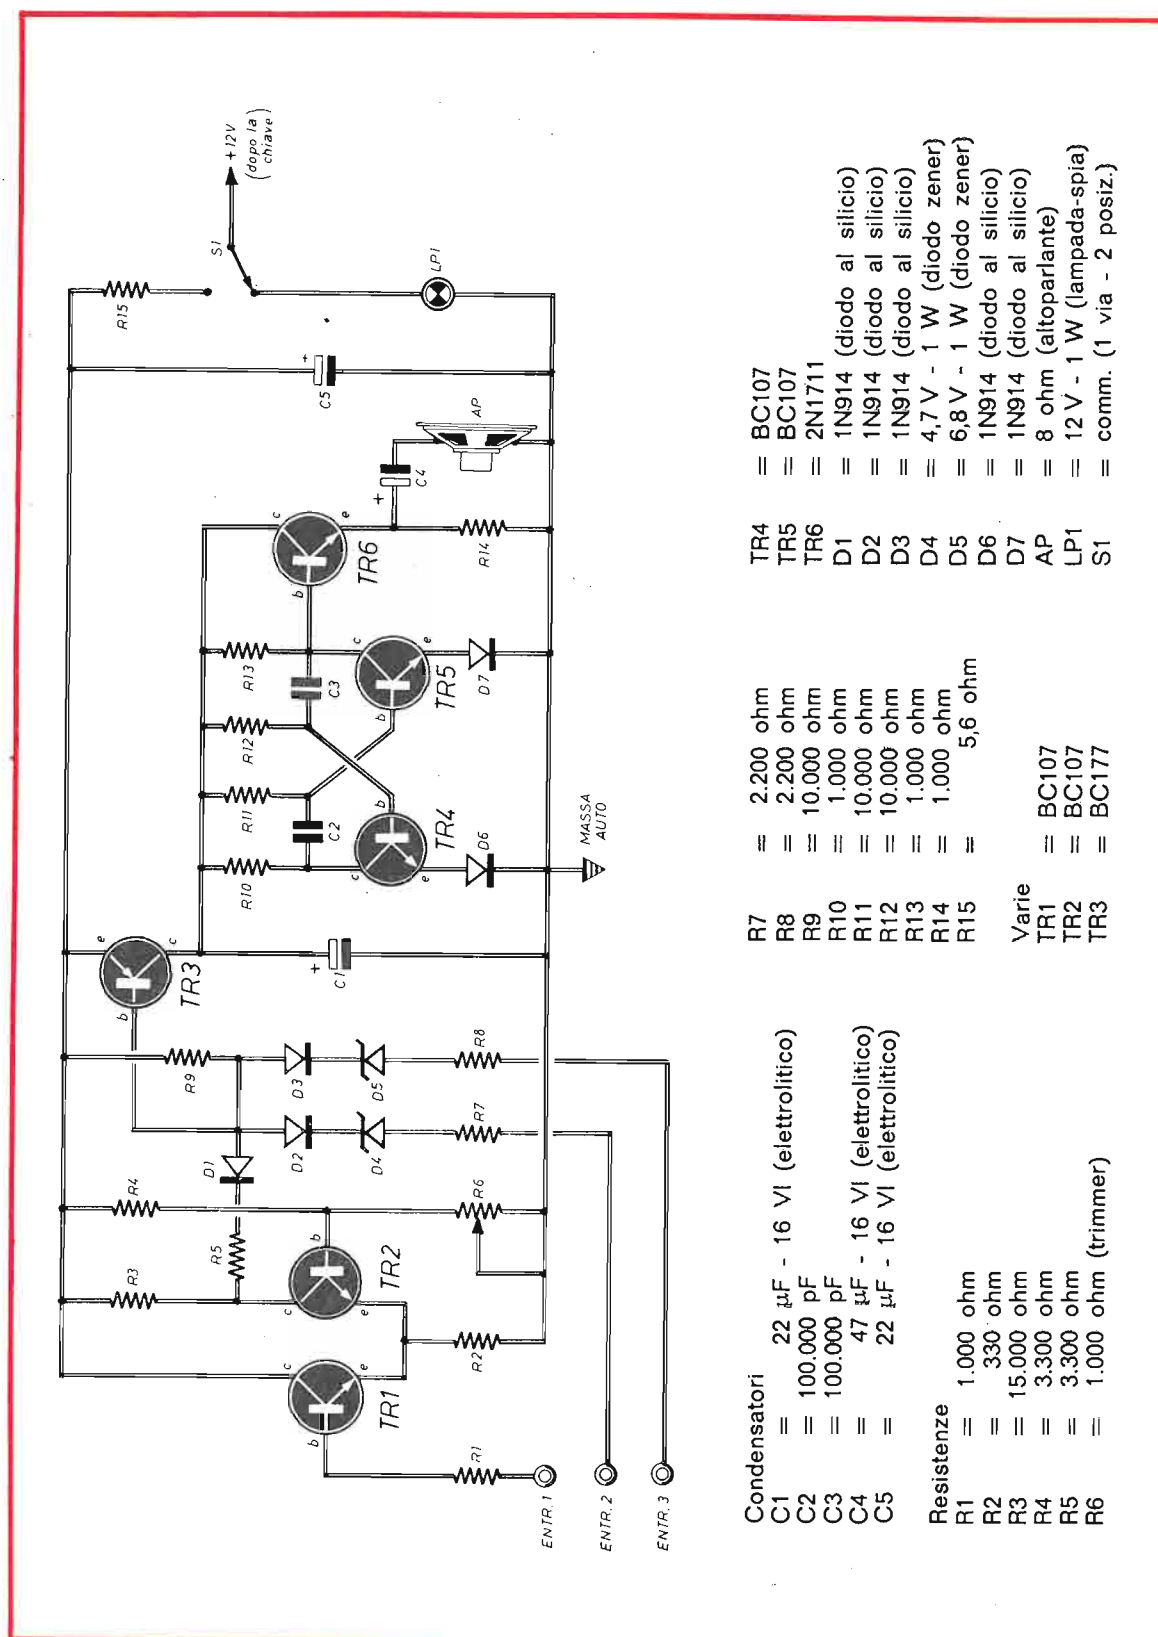 +12V
(dopo la
chiave)
S1
R15
LP1
C5
+
AP
C4
+
R14
c
e
b
TR6
R13
C3
R12
R11
C2
R10
c
e
b
TR5
D7
b
c
e
TR4
D6
MASSA
AUTO
e
c
b
TR3
+
C1
R9
D3
D5
R8
D2
D4
R7
D1
R4
R5
R3
R6
b
c
e
TR2
R2
c
e
b
TR1
R1
ENTR.1
ENTR.2
ENTR.3
Condensatori
C1 = 22 µF - 16 Vl (elettrolitico)
C2 = 100.000 pF
C3 = 100.000 pF
C4 = 47 µF - 16 Vl (elettrolitico)
C5 = 22 µF - 16 Vl (elettrolitico)
Resistenze
R1 = 1.000 ohm
R2 = 330 ohm
R3 = 15.000 ohm
R4 = 3.300 ohm
R5 = 3.300 ohm
R6 = 1.000 ohm (trimmer)
R7 = 2.200 ohm
R8 = 2.200 ohm
R9 = 10.000 ohm
R10 = 1.000 ohm
R11 = 10.000 ohm
R12 = 10.000 ohm
R13 = 1.000 ohm
R14 = 1.000 ohm
R15 = 5,6 ohm
Varie
TR1 = BC107
TR2 = BC107
TR3 = BC177
TR4 = BC107
TR5 = BC107
TR6 = 2N1711
D1 = 1N914 (diodo al silicio)
D2 = 1N914 (diodo al silicio)
D3 = 1N914 (diodo al silicio)
D4 = 4,7 V - 1 W (diodo zener)
D5 = 6,8 V - 1 W (diodo zener)
D6 = 1N914 (diodo al silicio)
D7 = 1N914 (diodo al silicio)
AP = 8 ohm (altoparlante)
LP1 = 12 V - 1 W (lampada-spia)
S1 = comm. (1 via - 2 posiz.)